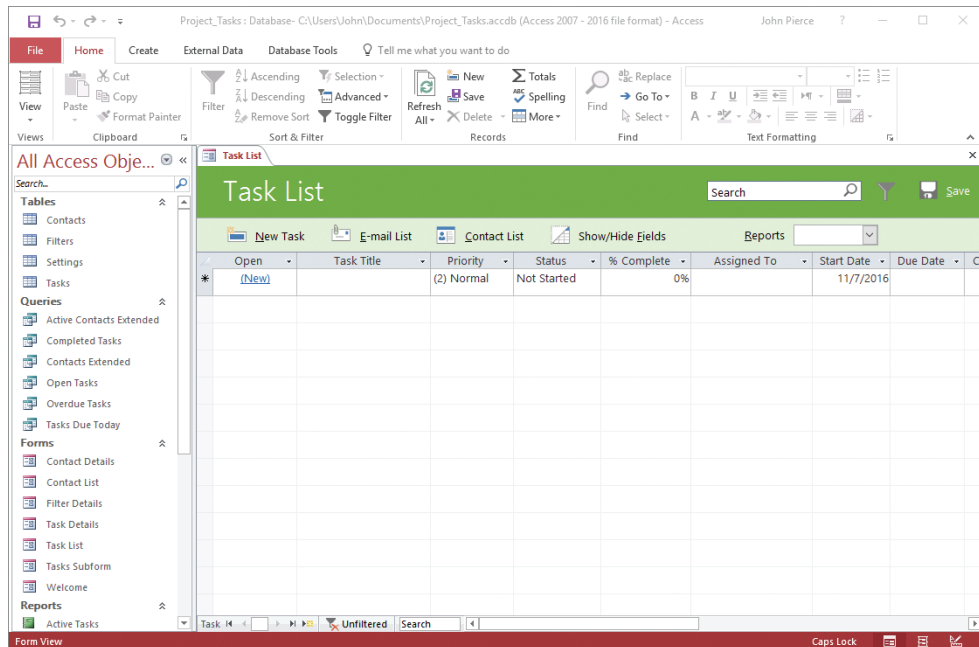 Project_Tasks : Database- C:\Users\John\Documents\Project_Tasks.accdb (Access 2007 - 2016 file format) - Access John Pierce ?
File Home Create External Data Database Tools Tell me what you want to do
View
Views
Paste
Cut
Copy
Format Painter
Clipboard
Filter
Ascending
Descending
Remove Sort
Selection
Advanced
Toggle Filter
Sort & Filter
Refresh
All
New
Save
Delete
Totals
Spelling
More
Records
Find
Replace
Go To
Select
Find
B I U
A
Text Formatting
All Access Obje...
Search...
Tables
Contacts
Filters
Settings
Tasks
Queries
Active Contacts Extended
Completed Tasks
Contacts Extended
Open Tasks
Overdue Tasks
Tasks Due Today
Forms
Contact Details
Contact List
Filter Details
Task Details
Task List
Tasks Subform
Welcome
Reports
Active Tasks
Task List
Task List Search Save
New Task E-mail List Contact List Show/Hide Fields Reports
Open Task Title Priority Status % Complete Assigned To Start Date Due Date C
(New) (2) Normal Not Started 0% 11/7/2016
Task Unfiltered Search
Form View Caps Lock